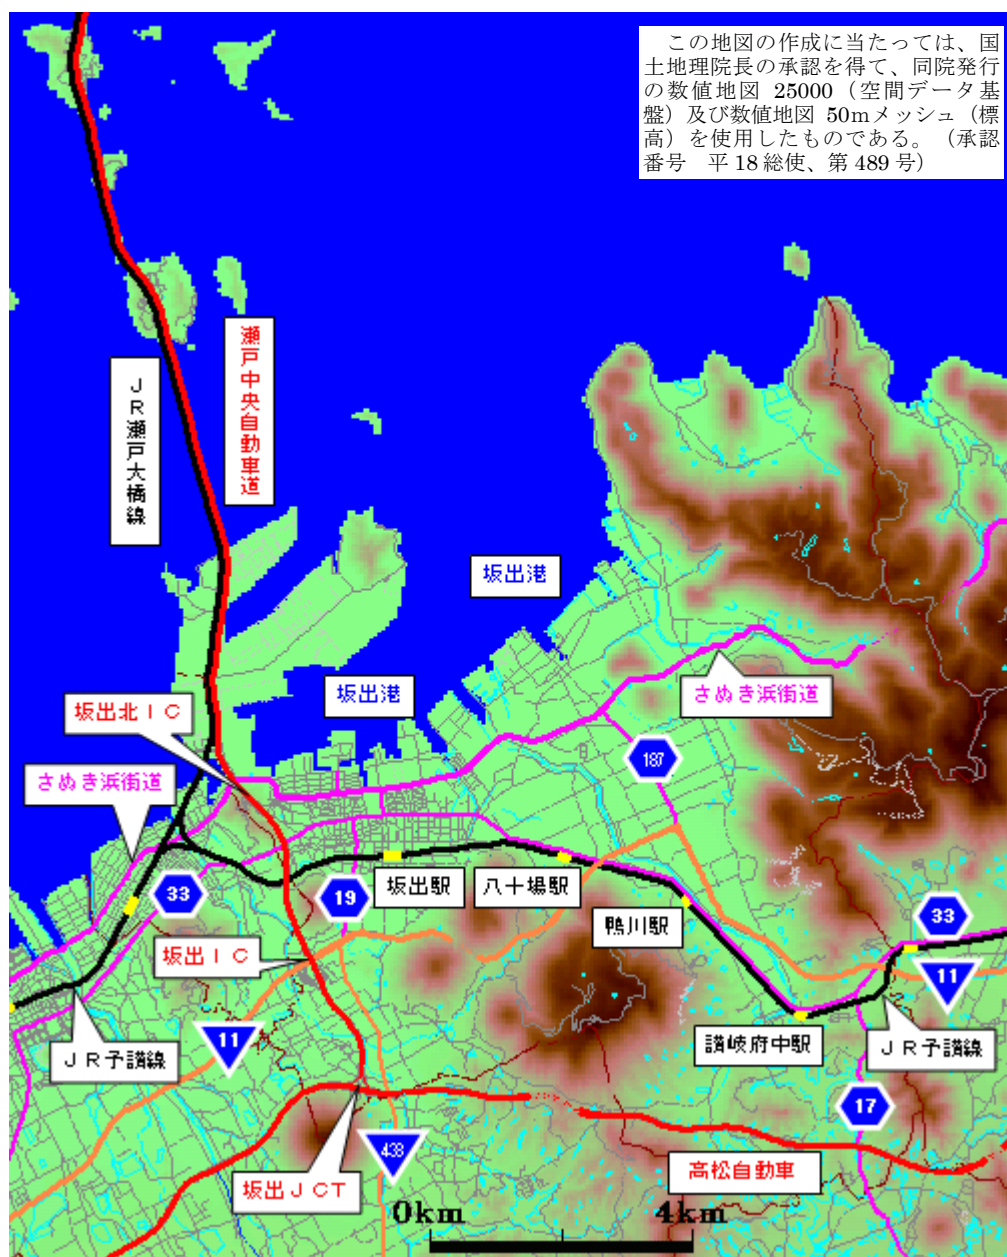 この地図の作成に当たっては、国
土地理院長の承認を得て、同院発行
の数値地図 25000（空間データ基
盤）及び数値地図 50mメッシュ（標
高）を使用したものである。（承認
番号　平 18 総使、第 489 号）
瀬戸中央自動車道
ＪＲ瀬戸大橋線
坂出港
坂出港
さぬき浜街道
坂出北ＩＣ
187
さぬき浜街道
坂出駅
八十場駅
33
19
鴨川駅
33
坂出ＩＣ
11
11
ＪＲ予讃線
讃岐府中駅
ＪＲ予讃線
17
438
高松自動車
坂出ＪＣＴ
0km
4km